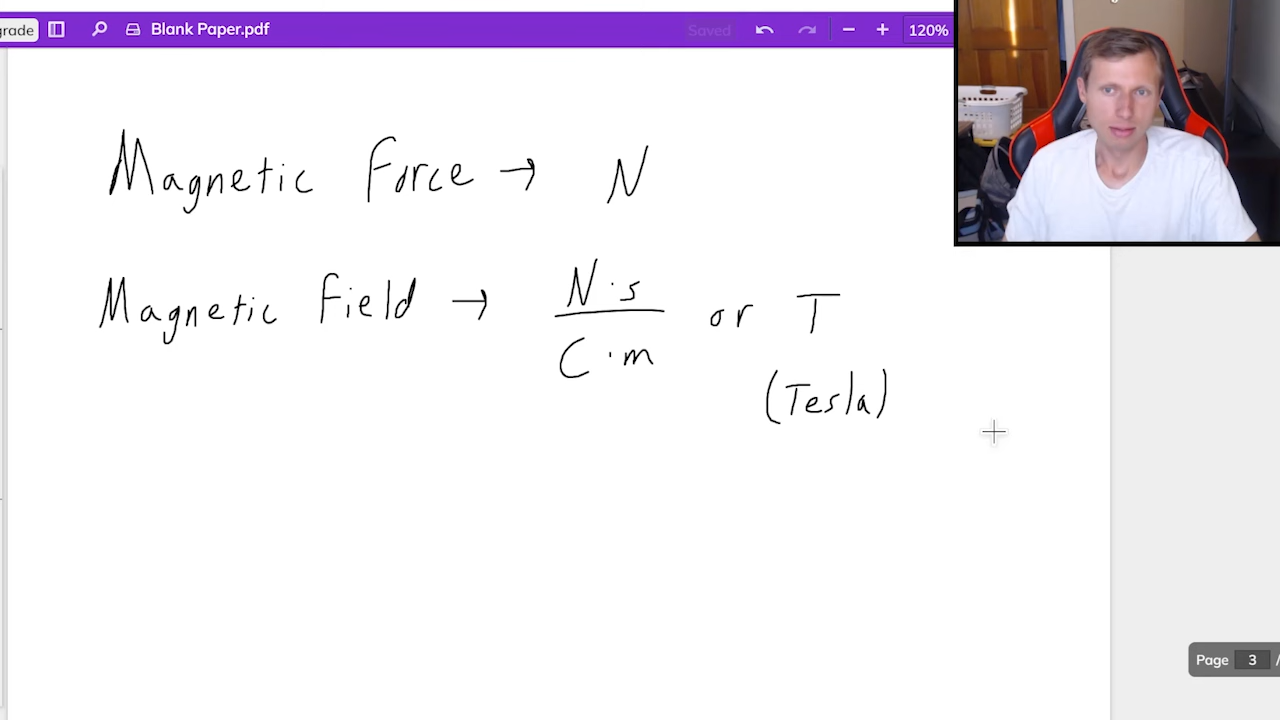 grade
Blank Paper.pdf
Saved
120%
Magnetic Force → N
Magnetic Field → N·s / C·m or T
(Tesla)
Page 3 /